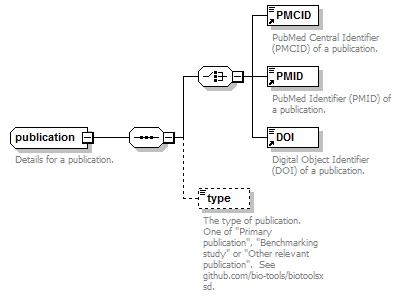 PMCID
PubMed Central Identifier
(PMCID) of a publication.
PMID
PubMed Identifier (PMID) of
a publication.
publication
Details for a publication.
DOI
Digital Object Identifier
(DOI) of a publication.
type
The type of publication.
One of "Primary
publication", "Benchmarking
study" or "Other relevant
publication".  See
github.com/bio-tools/biotoolsx
sd.